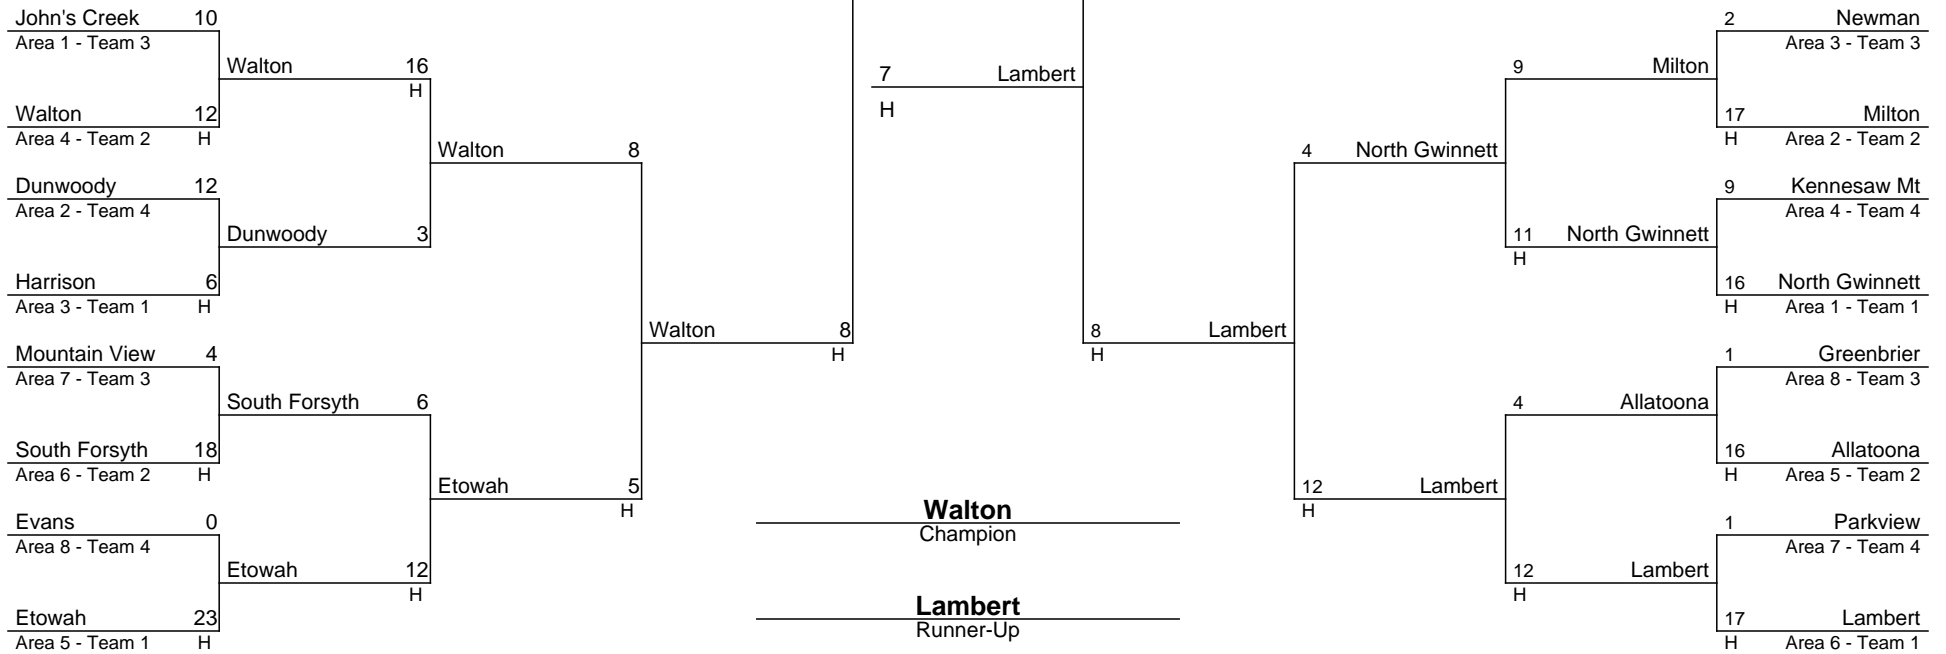 John's Creek 10
Area 1 - Team 3
Walton 16
H
Walton 12
Area 4 - Team 2 H
Walton 8
Dunwoody 12
Area 2 - Team 4
Dunwoody 3
Harrison 6
Area 3 - Team 1 H
Walton 8
H
Mountain View 4
Area 7 - Team 3
South Forsyth 6
South Forsyth 18
Area 6 - Team 2 H
Etowah 5
H
Evans 0
Area 8 - Team 4
Etowah 12
H
Etowah 23
Area 5 - Team 1 H
7 Lambert
H
Walton
Champion
Lambert
Runner-Up
2 Newman
Area 3 - Team 3
9 Milton
17 Milton
H Area 2 - Team 2
4 North Gwinnett
9 Kennesaw Mt
Area 4 - Team 4
11 North Gwinnett
H
16 North Gwinnett
H Area 1 - Team 1
8 Lambert
H
1 Greenbrier
Area 8 - Team 3
4 Allatoona
16 Allatoona
H Area 5 - Team 2
12 Lambert
H
1 Parkview
Area 7 - Team 4
12 Lambert
H
17 Lambert
H Area 6 - Team 1